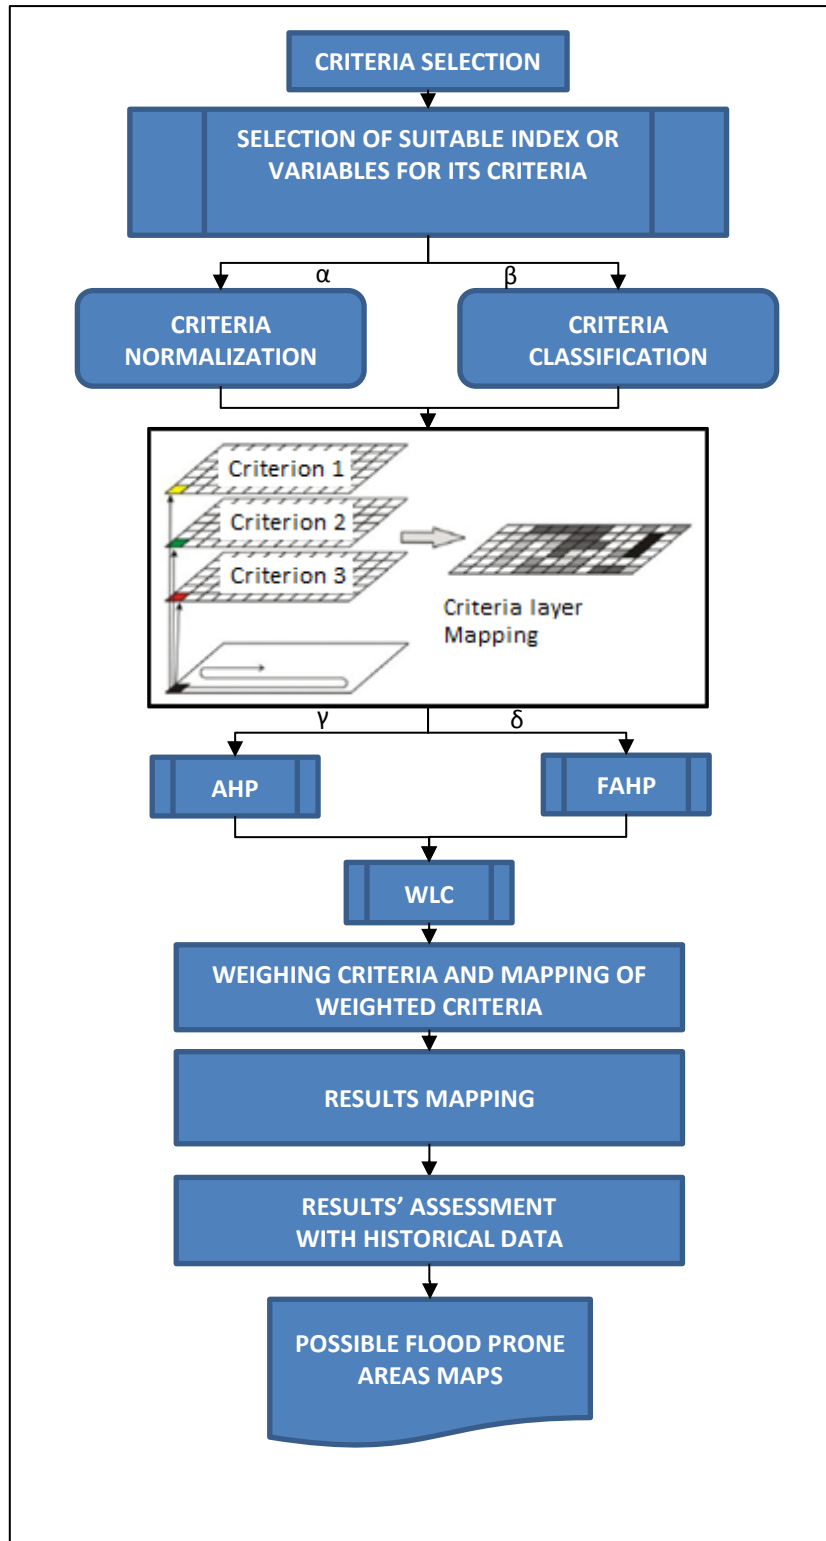 CRITERIA SELECTION
SELECTION OF SUITABLE INDEX OR
VARIABLES FOR ITS CRITERIA
α
β
CRITERIA
NORMALIZATION
CRITERIA
CLASSIFICATION
Criterion 1
Criterion 2
Criterion 3
Criteria layer
Mapping
γ
δ
AHP
FAHP
WLC
WEIGHING CRITERIA AND MAPPING OF
WEIGHTED CRITERIA
RESULTS MAPPING
RESULTS’ ASSESSMENT
WITH HISTORICAL DATA
POSSIBLE FLOOD PRONE
AREAS MAPS